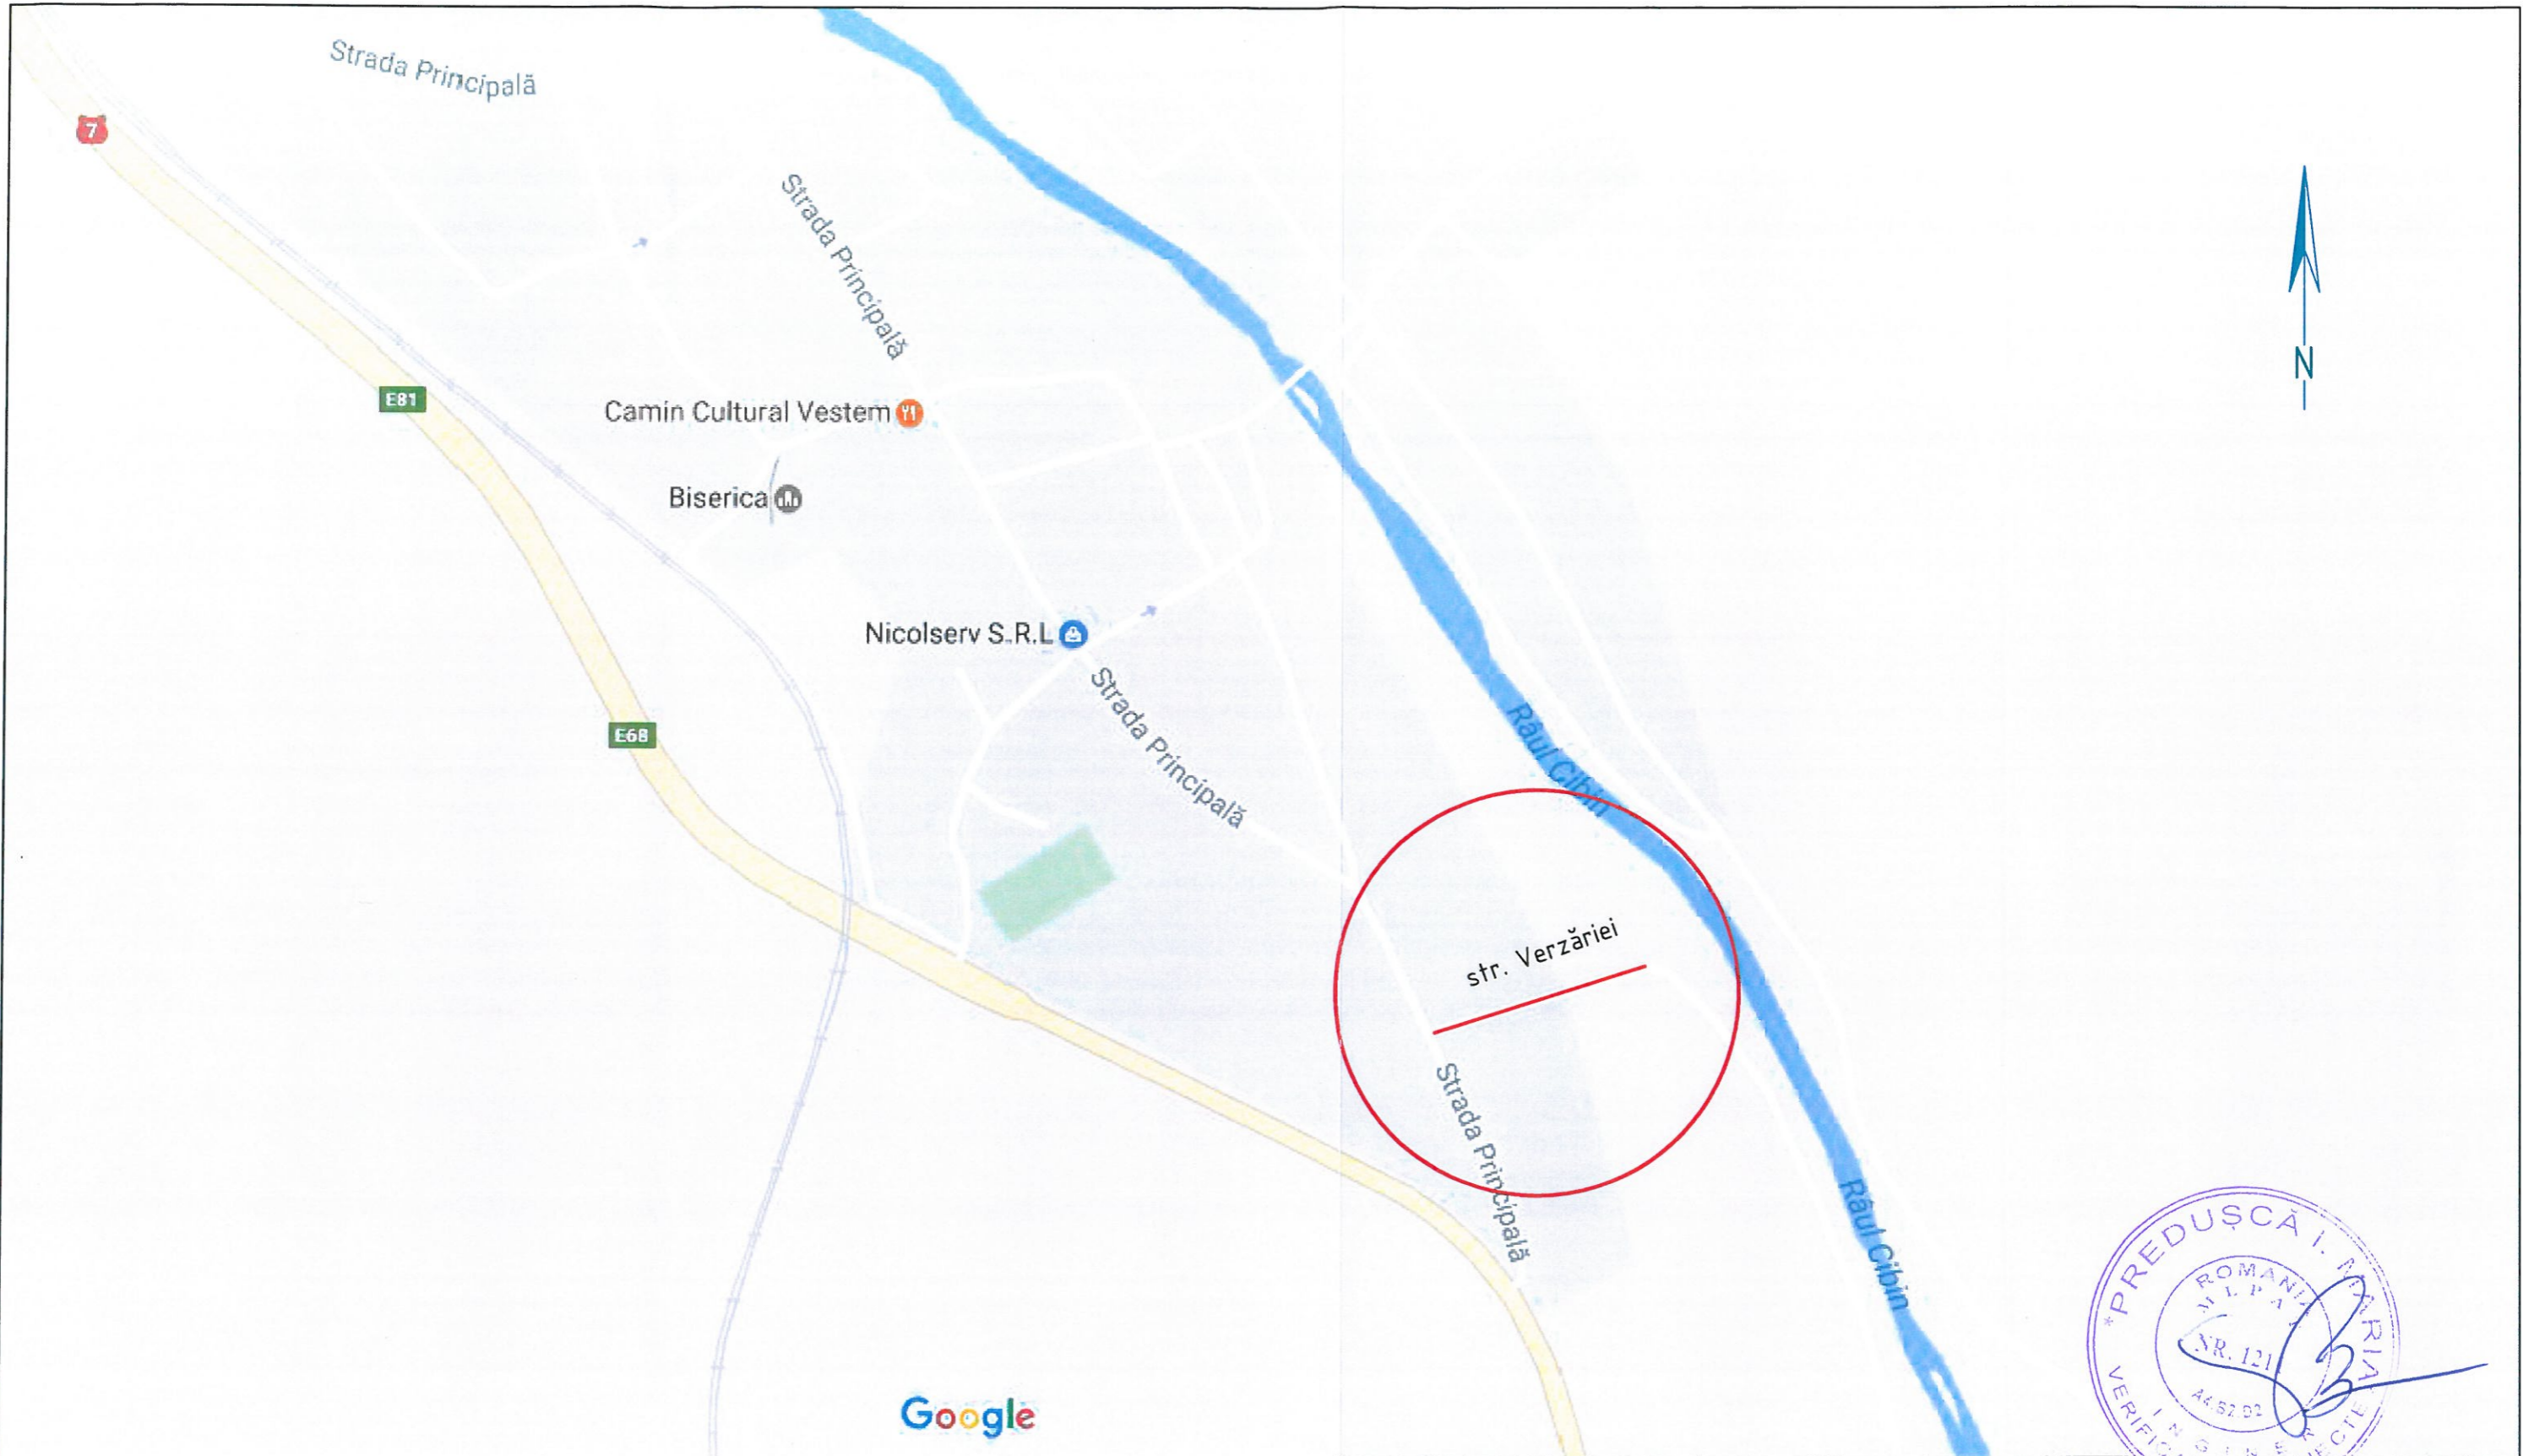 Strada Principală
7
Strada Principală
N
E81
Camin Cultural Vestem
Biserica
Nicolserv S.R.L
Strada Principală
E68
Râul Cibin
str. Verzăriei
Strada Principală
Râul Cibin
*PREDUȘCĂ I. MARIA
ROMANIA
M L P A T
NR. 121
Google